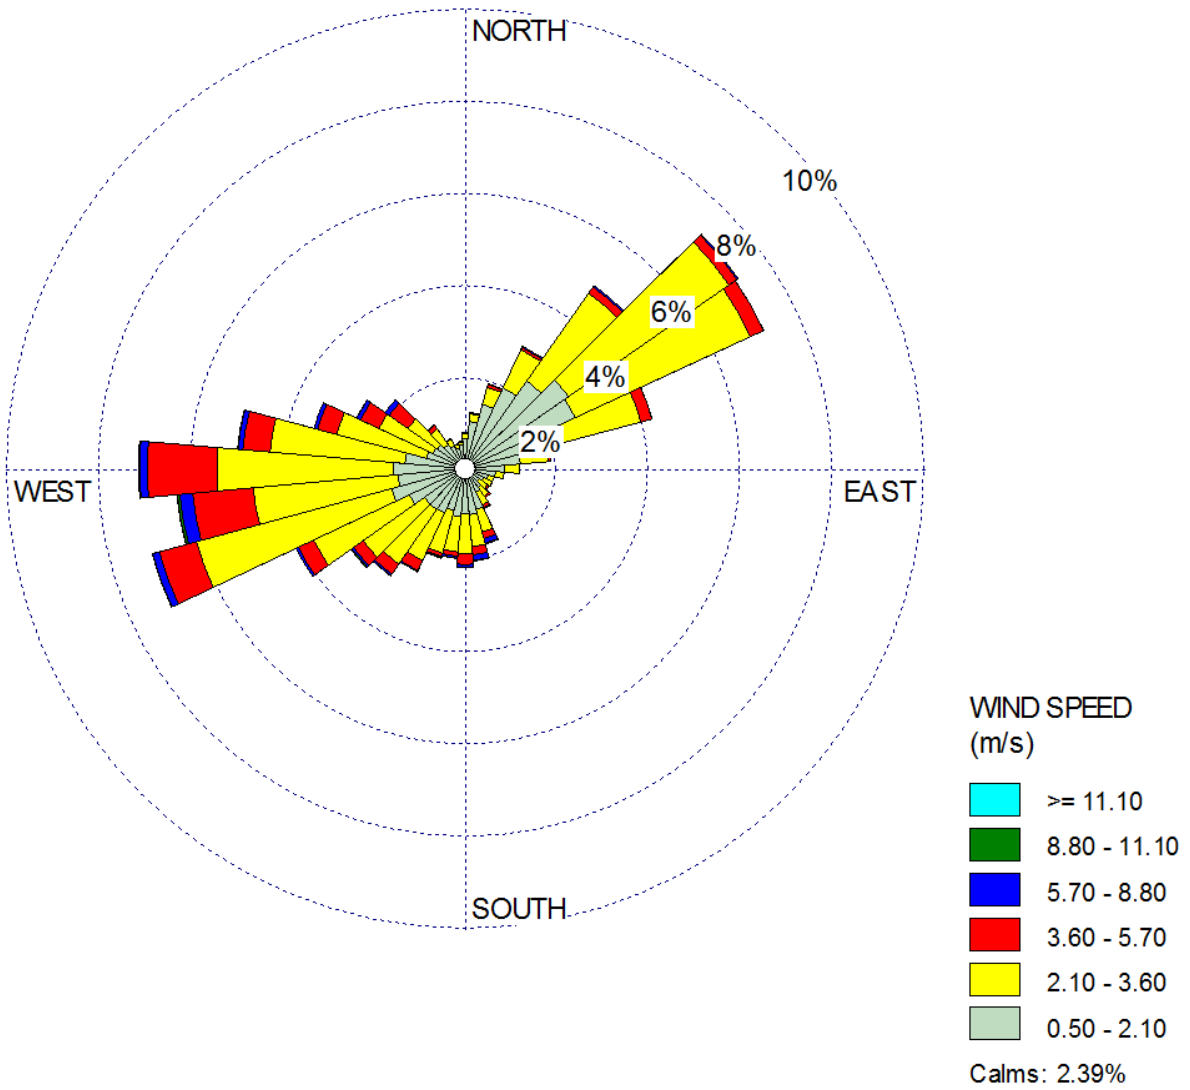 NORTH
10%
8%
6%
4%
2%
WEST
EAST
SOUTH
WIND SPEED
(m/s)
>= 11.10
8.80 - 11.10
5.70 - 8.80
3.60 - 5.70
2.10 - 3.60
0.50 - 2.10
Calms: 2.39%